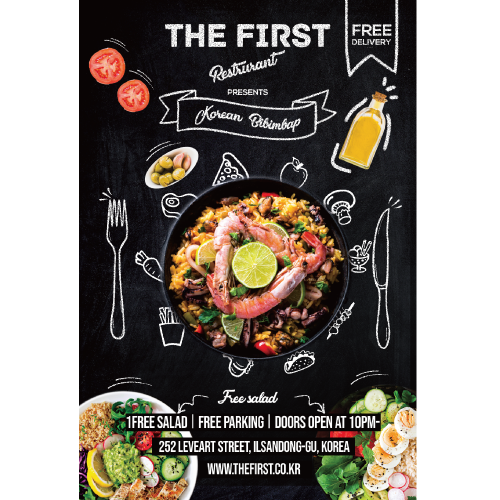 THE FIRST
Restrurant
PRESENTS
Korean Bibimbap
FREE
DELIVERY
Free salad
1FREE SALAD | FREE PARKING | DOORS OPEN AT 10PM-
252 LEVEART STREET, ILSANDONG-GU, KOREA
WWW.THEFIRST.CO.KR